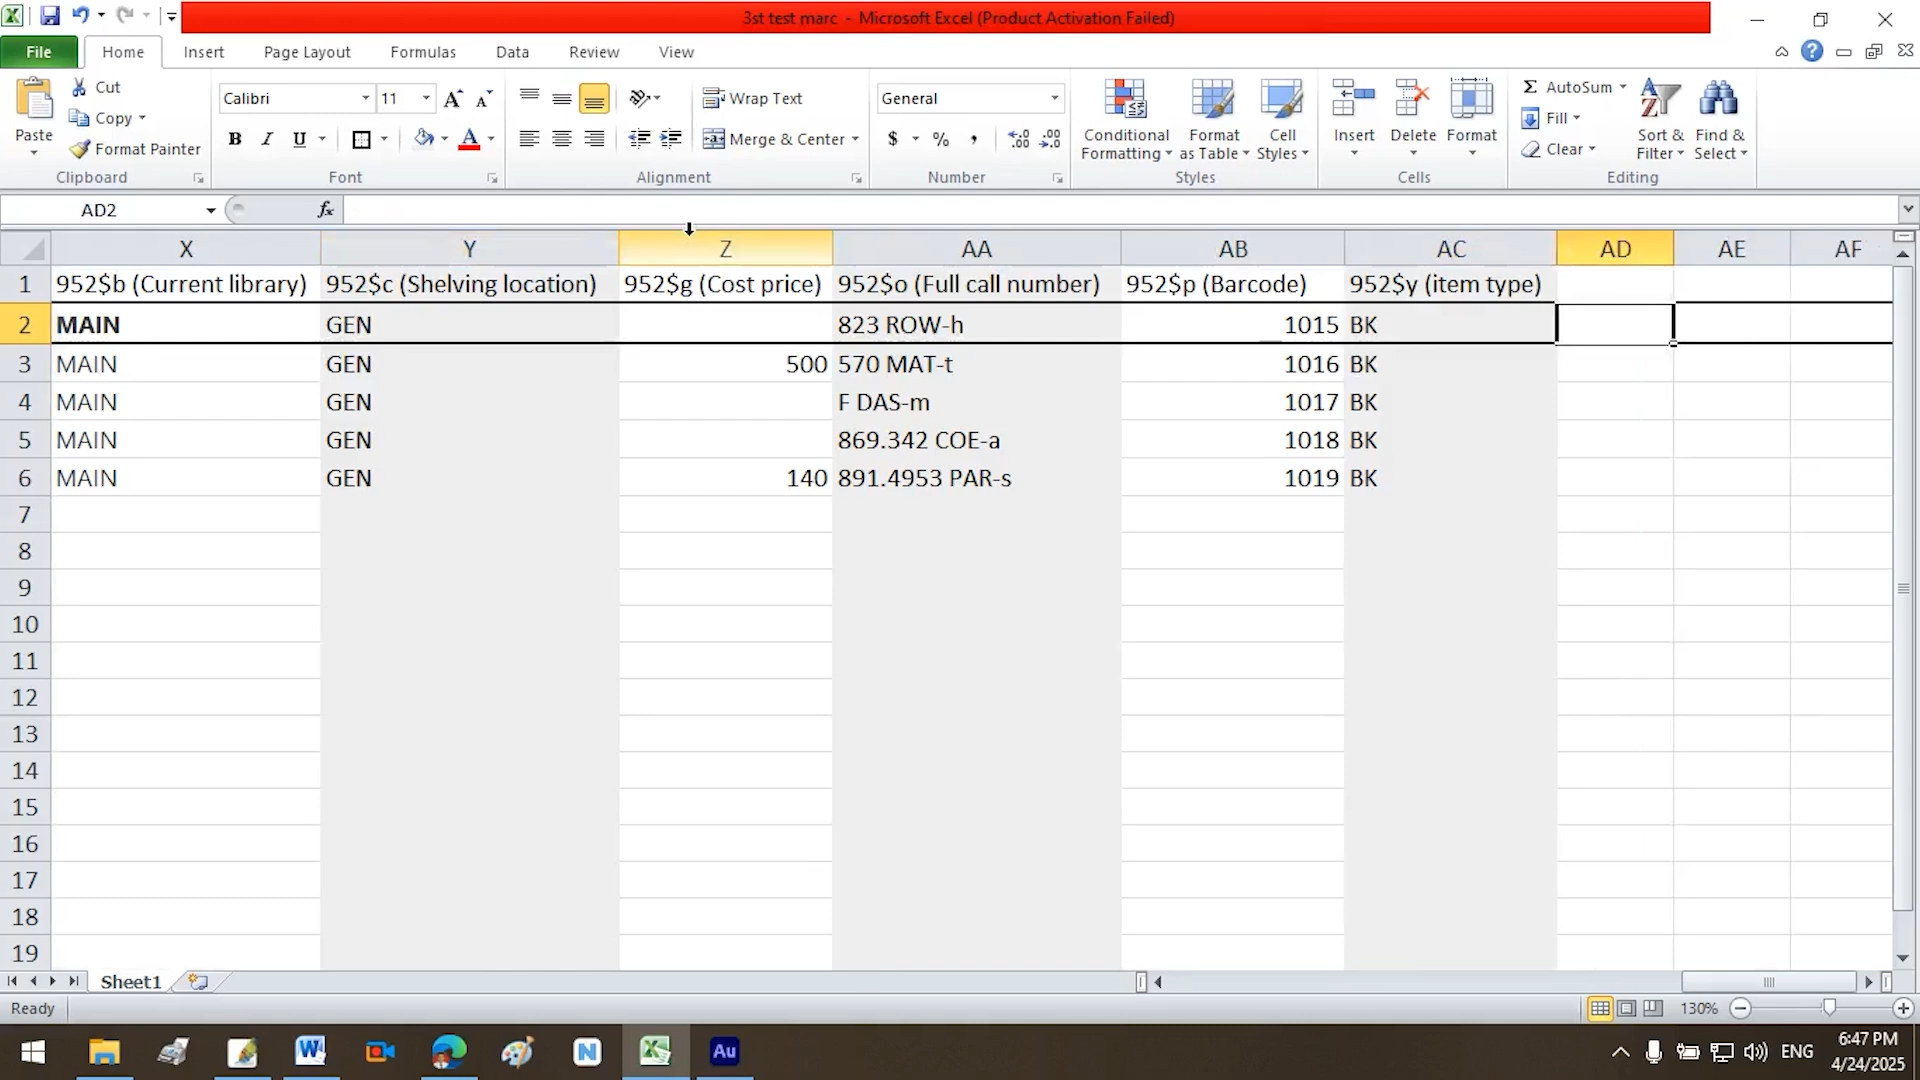 3st test marc - Microsoft Excel (Product Activation Failed)
File Home Insert Page Layout Formulas Data Review View
Paste
Cut
Copy
Format Painter
Clipboard
Calibri 11
B I U
Font
Wrap Text
Merge & Center
Alignment
General
$ % ,
Number
Conditional Formatting
Format as Table
Cell Styles
Styles
Insert Delete Format
Cells
Σ AutoSum
Fill
Clear
Sort & Filter
Find & Select
Editing
AD2 fx
X Y Z AA AB AC AD AE AF
1 952$b (Current library) 952$c (Shelving location) 952$g (Cost price) 952$o (Full call number) 952$p (Barcode) 952$y (item type)
2 MAIN GEN 823 ROW-h 1015 BK
3 MAIN GEN 500 570 MAT-t 1016 BK
4 MAIN GEN F DAS-m 1017 BK
5 MAIN GEN 869.342 COE-a 1018 BK
6 MAIN GEN 140 891.4953 PAR-s 1019 BK
7
8
9
10
11
12
13
14
15
16
17
18
19
Sheet1
Ready 130%
W N Au ENG
6:47 PM
4/24/2025